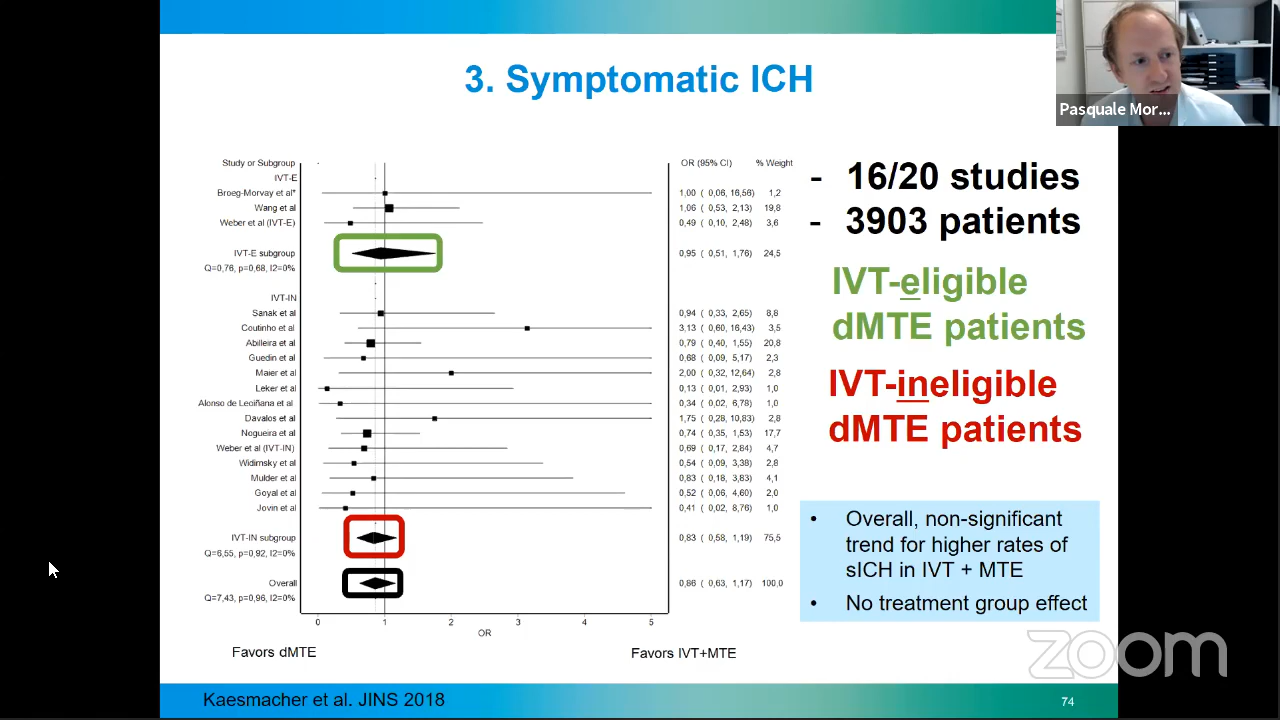 3. Symptomatic ICH
Pasquale Mor...
Study or Subgroup OR (95% CI) % Weight
IVT-E
Broeg-Morvay et al* 1,00 ( 0,06, 16,56) 1,2
Wang et al 1,06 ( 0,53, 2,13) 19,8
Weber et al (IVT-E) 0,49 ( 0,10, 2,48) 3,6
IVT-E subgroup 0,95 ( 0,51, 1,76) 24,5
Q=0,76, p=0,68, I2=0%
IVT-IN
Sanak et al 0,94 ( 0,33, 2,65) 8,8
Coutinho et al 3,13 ( 0,60, 16,43) 3,5
Abilleira et al 0,79 ( 0,40, 1,55) 20,8
Guedin et al 0,68 ( 0,09, 5,17) 2,3
Maier et al 2,00 ( 0,32, 12,64) 2,8
Leker et al 0,13 ( 0,01, 2,93) 1,0
Alonso de Leciñana et al 0,34 ( 0,02, 6,78) 1,0
Davalos et al 1,75 ( 0,28, 10,83) 2,8
Nogueira et al 0,74 ( 0,35, 1,53) 17,7
Weber et al (IVT-IN) 0,69 ( 0,17, 2,84) 4,7
Widimsky et al 0,54 ( 0,09, 3,38) 2,8
Mulder et al 0,83 ( 0,18, 3,83) 4,1
Goyal et al 0,52 ( 0,06, 4,60) 2,0
Jovin et al 0,41 ( 0,02, 8,76) 1,0
IVT-IN subgroup 0,83 ( 0,58, 1,19) 75,5
Q=6,55, p=0,92, I2=0%
Overall 0,86 ( 0,63, 1,17) 100,0
Q=7,43, p=0,96, I2=0%
0 1 2 3 4 5
OR
Favors dMTE Favors IVT+MTE
- 16/20 studies
- 3903 patients
IVT-eligible
dMTE patients
IVT-ineligible
dMTE patients
• Overall, non-significant
trend for higher rates of
sICH in IVT + MTE
• No treatment group effect
zoom
Kaesmacher et al. JINS 2018
74